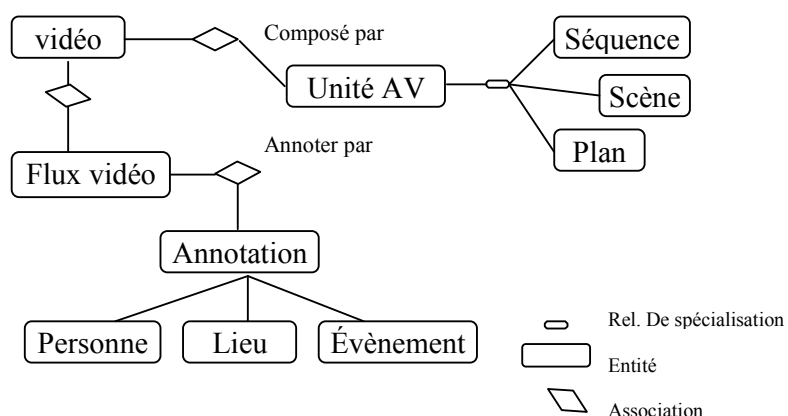 vidéo
Composé par
Séquence
Unité AV
Scène
Plan
Annoter par
Flux vidéo
Annotation
Personne
Lieu
Évènement
Rel. De spécialisation
Entité
Association